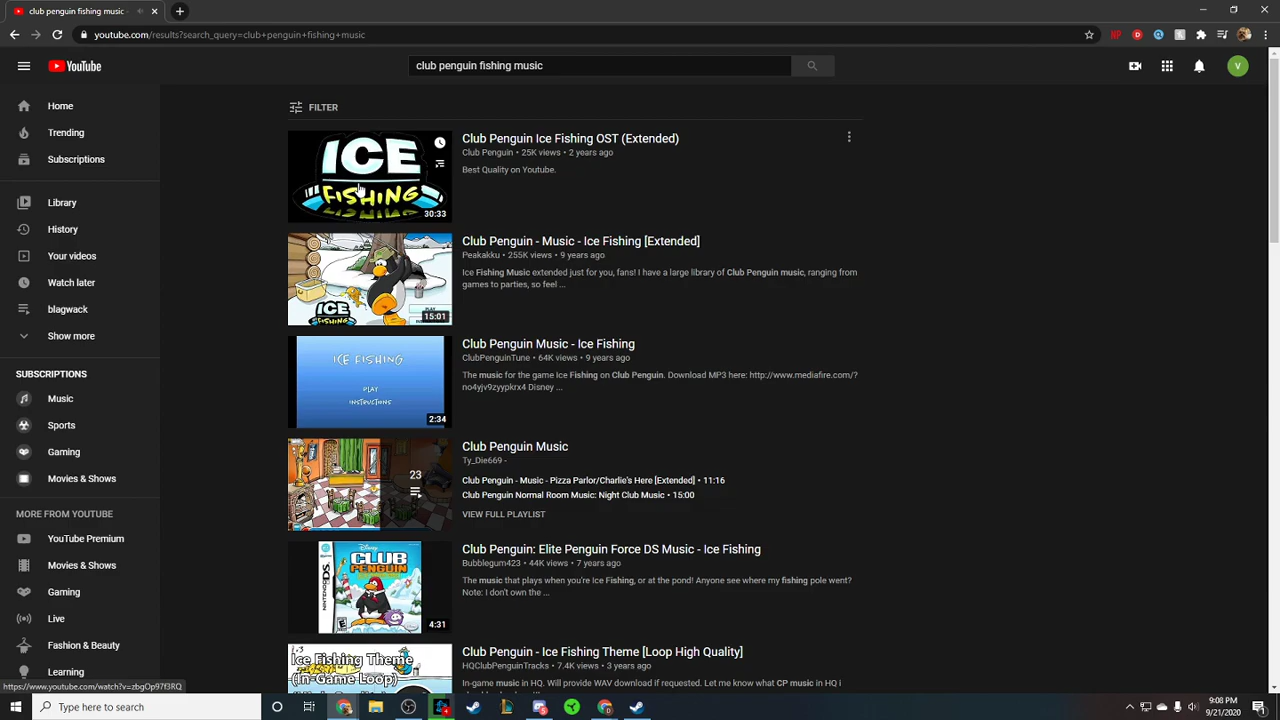 club penguin fishing music -
youtube.com/results?search_query=club+penguin+fishing+music
YouTube
club penguin fishing music
V
Home
Trending
Subscriptions
Library
History
Your videos
Watch later
blagwack
Show more
SUBSCRIPTIONS
Music
Sports
Gaming
Movies & Shows
MORE FROM YOUTUBE
YouTube Premium
Movies & Shows
Gaming
Live
Fashion & Beauty
Learning
FILTER
ICE
FISHING
30:33
Club Penguin Ice Fishing OST (Extended)
Club Penguin • 25K views • 2 years ago
Best Quality on Youtube.
ICE
FISHING
15:01
Club Penguin - Music - Ice Fishing [Extended]
Peakakku • 255K views • 9 years ago
Ice Fishing Music extended just for you, fans! I have a large library of Club Penguin music, ranging from
games to parties, so feel ...
ICE FISHING
PLAY
INSTRUCTIONS
2:34
Club Penguin Music - Ice Fishing
ClubPenguinTune • 64K views • 9 years ago
The music for the game Ice Fishing on Club Penguin. Download MP3 here: http://www.mediafire.com/?
no4yjv9zyypkrx4 Disney ...
23
Club Penguin Music
Ty_Die669 -
Club Penguin - Music - Pizza Parlor/Charlie's Here [Extended] • 11:16
Club Penguin Normal Room Music: Night Club Music • 15:00
VIEW FULL PLAYLIST
NINTENDO DS
Disney
CLUB
PENGUIN
E
4:31
Club Penguin: Elite Penguin Force DS Music - Ice Fishing
Bubblegum423 • 44K views • 7 years ago
The music that plays when you're Ice Fishing, or at the pond! Anyone see where my fishing pole went?
Note: I don't own the ...
Ice Fishing Theme
(In-Game Loop)
Club Penguin - Ice Fishing Theme [Loop High Quality]
HQClubPenguinTracks • 7.4K views • 3 years ago
In-game music in HQ. Will provide WAV download if requested. Let me know what CP music in HQ i
https://www.youtube.com/watch?v=zbgOp97f3RQ
Type here to search
9:08 PM
9/21/2020